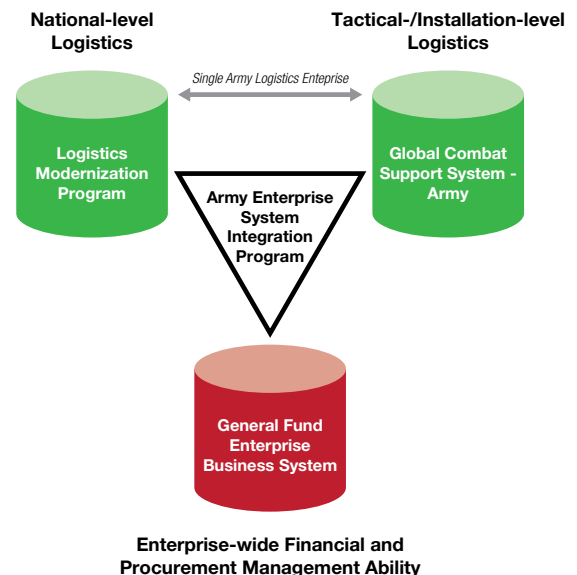 National-level
Logistics
Tactical-/Installation-level
Logistics
Single Army Logistics Enteprise
Logistics
Modernization
Program
Global Combat
Support System -
Army
Army Enterprise
System
Integration
Program
General Fund
Enterprise
Business System
Enterprise-wide Financial and
Procurement Management Ability